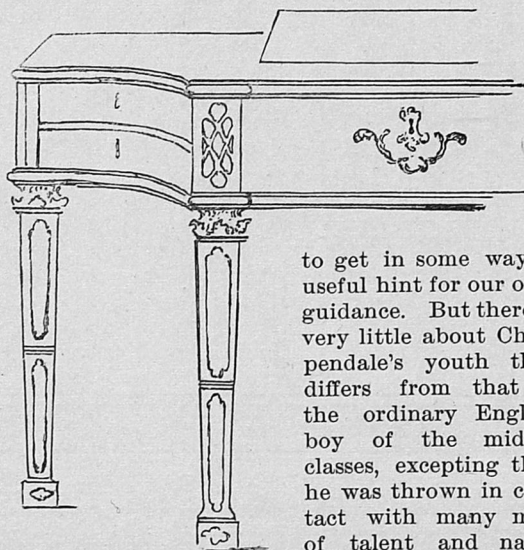 to get in some way
useful hint for our o
guidance. But there
very little about Ch
pendale's youth th
differs from that
the ordinary Engl
boy of the mid
classes, excepting th
he was thrown in c
tact with many m
of talent and na